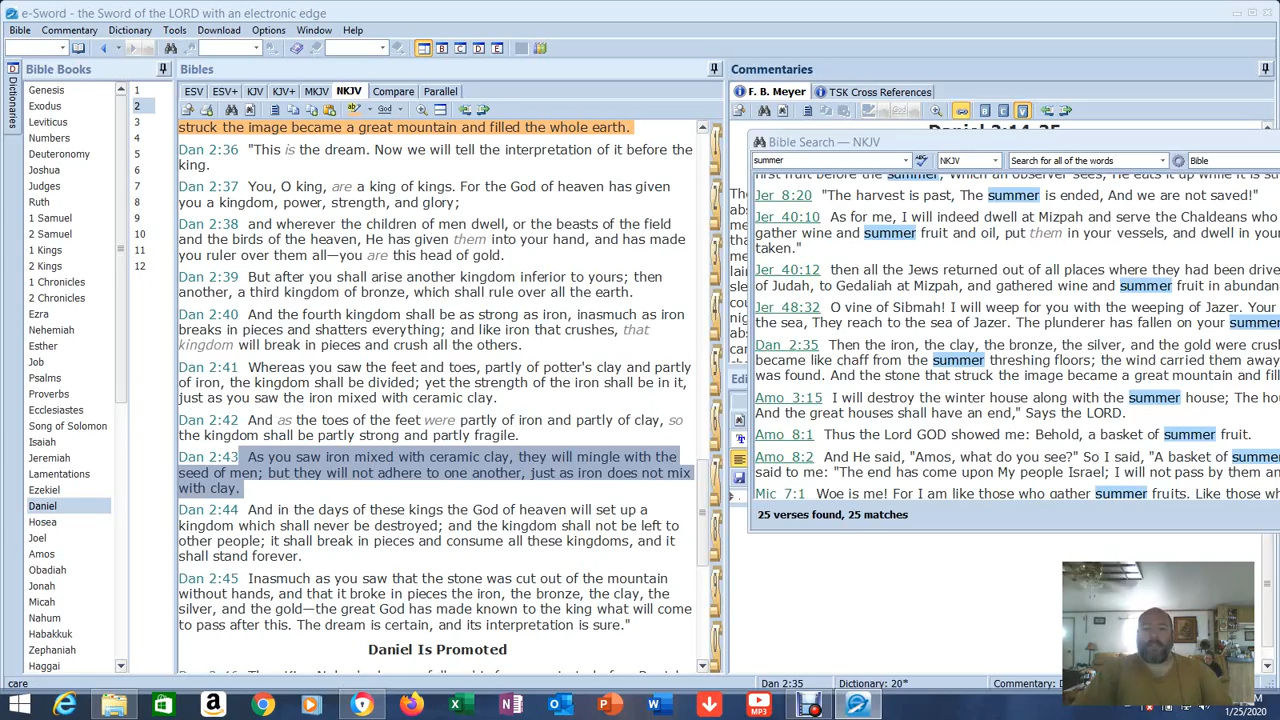 e-Sword - the Sword of the LORD with an electronic edge
Bible Commentary Dictionary Tools Download Options Window Help
B C D E
Dictionaries
Bible Books
Genesis
Exodus
Leviticus
Numbers
Deuteronomy
Joshua
Judges
Ruth
1 Samuel
2 Samuel
1 Kings
2 Kings
1 Chronicles
2 Chronicles
Ezra
Nehemiah
Esther
Job
Psalms
Proverbs
Ecclesiastes
Song of Solomon
Isaiah
Jeremiah
Lamentations
Ezekiel
Daniel
Hosea
Joel
Amos
Obadiah
Jonah
Micah
Nahum
Habakkuk
Zephaniah
Haggai
1
2
3
4
5
6
7
8
9
10
11
12
Bibles
ESV ESV+ KJV KJV+ MKJV NKJV Compare Parallel
God
struck the image became a great mountain and filled the whole earth.
Dan 2:36 "This is the dream. Now we will tell the interpretation of it before the
king.
Dan 2:37 You, O king, are a king of kings. For the God of heaven has given
you a kingdom, power, strength, and glory;
Dan 2:38 and wherever the children of men dwell, or the beasts of the field
and the birds of the heaven, He has given them into your hand, and has made
you ruler over them all—you are this head of gold.
Dan 2:39 But after you shall arise another kingdom inferior to yours; then
another, a third kingdom of bronze, which shall rule over all the earth.
Dan 2:40 And the fourth kingdom shall be as strong as iron, inasmuch as iron
breaks in pieces and shatters everything; and like iron that crushes, that
kingdom will break in pieces and crush all the others.
Dan 2:41 Whereas you saw the feet and toes, partly of potter's clay and partly
of iron, the kingdom shall be divided; yet the strength of the iron shall be in it,
just as you saw the iron mixed with ceramic clay.
Dan 2:42 And as the toes of the feet were partly of iron and partly of clay, so
the kingdom shall be partly strong and partly fragile.
Dan 2:43 As you saw iron mixed with ceramic clay, they will mingle with the
seed of men; but they will not adhere to one another, just as iron does not mix
with clay.
Dan 2:44 And in the days of these kings the God of heaven will set up a
kingdom which shall never be destroyed; and the kingdom shall not be left to
other people; it shall break in pieces and consume all these kingdoms, and it
shall stand forever.
Dan 2:45 Inasmuch as you saw that the stone was cut out of the mountain
without hands, and that it broke in pieces the iron, the bronze, the clay, the
silver, and the gold—the great God has made known to the king what will come
to pass after this. The dream is certain, and its interpretation is sure."
Daniel Is Promoted
Commentaries
F. B. Meyer TSK Cross References
Daniel 2:14-35
Bible Search — NKJV
summer NKJV Search for all of the words Bible
first fruit before the summer, Which an observer sees, He eats it up while it is
Jer 8:20 "The harvest is past, The summer is ended, And we are not saved!"
Jer 40:10 As for me, I will indeed dwell at Mizpah and serve the Chaldeans who
gather wine and summer fruit and oil, put them in your vessels, and dwell in your
taken."
Jer 40:12 then all the Jews returned out of all places where they had been
of Judah, to Gedaliah at Mizpah, and gathered wine and summer fruit in
Jer 48:32 O vine of Sibmah! I will weep for you with the weeping of Jazer. Your
the sea, They reach to the sea of Jazer. The plunderer has fallen on your summer
Dan 2:35 Then the iron, the clay, the bronze, the silver, and the gold were
became like chaff from the summer threshing floors; the wind carried them away
was found. And the stone that struck the image became a great mountain and
Amo 3:15 I will destroy the winter house along with the summer house; The
And the great houses shall have an end," Says the LORD.
Amo 8:1 Thus the Lord GOD showed me: Behold, a basket of summer fruit.
Amo 8:2 And He said, "Amos, what do you see?" So I said, "A basket of summer
said to me: "The end has come upon My people Israel; I will not pass by them
Mic 7:1 Woe is me! For I am like those who gather summer fruits, Like those
25 verses found, 25 matches
Edi
care
Dan 2:35 Dictionary: 20* Commentary:
MP3
1/25/2020